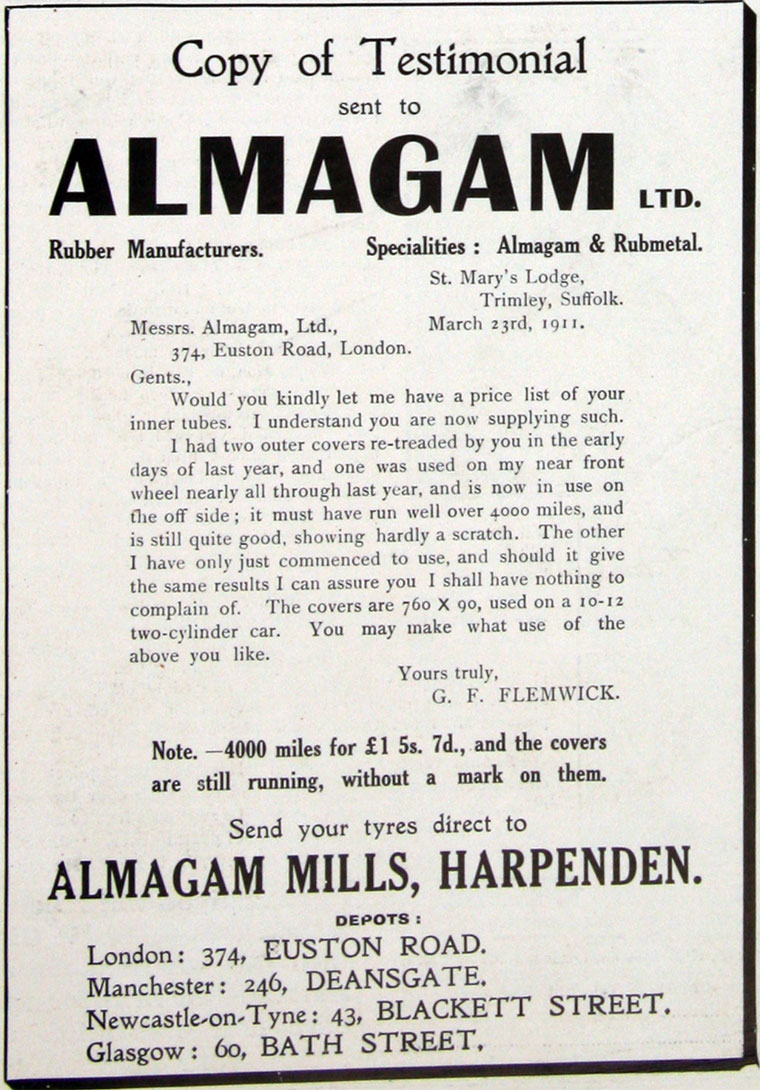 Copy of Testimonial
sent to
ALMAGAM LTD.
Rubber Manufacturers. Specialities : Almagam & Rubmetal.
St. Mary's Lodge,
Trimley, Suffolk.
Messrs. Almagam, Ltd., March 23rd, 1911.
374, Euston Road, London.
Gents.,
Would you kindly let me have a price list of your
inner tubes. I understand you are now supplying such.
I had two outer covers re-treaded by you in the early
days of last year, and one was used on my near front
wheel nearly all through last year, and is now in use on
the off side ; it must have run well over 4000 miles, and
is still quite good, showing hardly a scratch. The other
I have only just commenced to use, and should it give
the same results I can assure you I shall have nothing to
complain of. The covers are 760 X 90, used on a 10-12
two-cylinder car. You may make what use of the
above you like.
Yours truly,
G. F. FLEMWICK.
Note. —4000 miles for £1 5s. 7d., and the covers
are still running, without a mark on them.
Send your tyres direct to
ALMAGAM MILLS, HARPENDEN.
DEPOTS :
London : 374, EUSTON ROAD.
Manchester : 246, DEANSGATE.
Newcastle-on-Tyne : 43, BLACKETT STREET.
Glasgow : 60, BATH STREET.